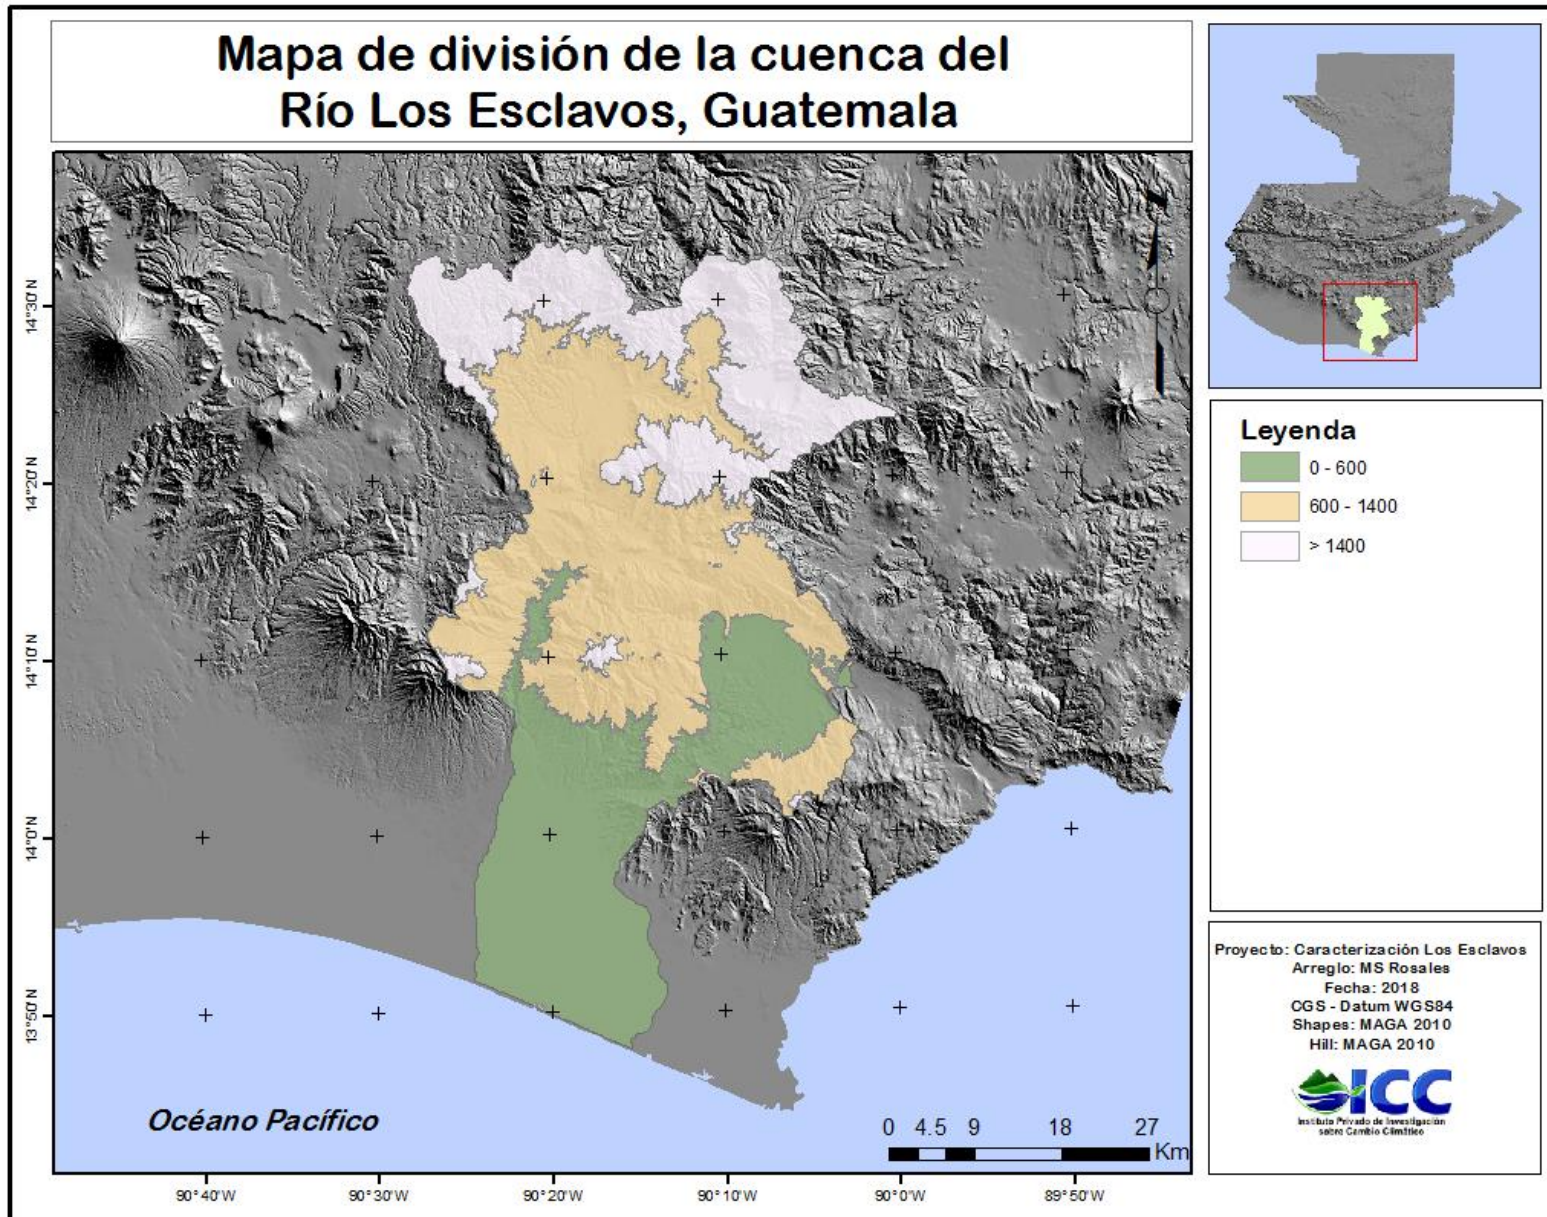 Mapa de división de la cuenca del
Río Los Esclavos, Guatemala
14°30'N
14°20'N
14°10'N
14°0'N
13°50'N
Océano Pacífico
0 4.5 9 18 27
Km
90°40'W 90°30'W 90°20'W 90°10'W 90°0'W 89°50'W
Leyenda
0 - 600
600 - 1400
> 1400
Proyecto: Caracterización Los Esclavos
Arreglo: MS Rosales
Fecha: 2018
CGS - Datum WGS84
Shapes: MAGA 2010
Hill: MAGA 2010
ICC
Instituto Privado de Investigación
sobre Cambio Climático